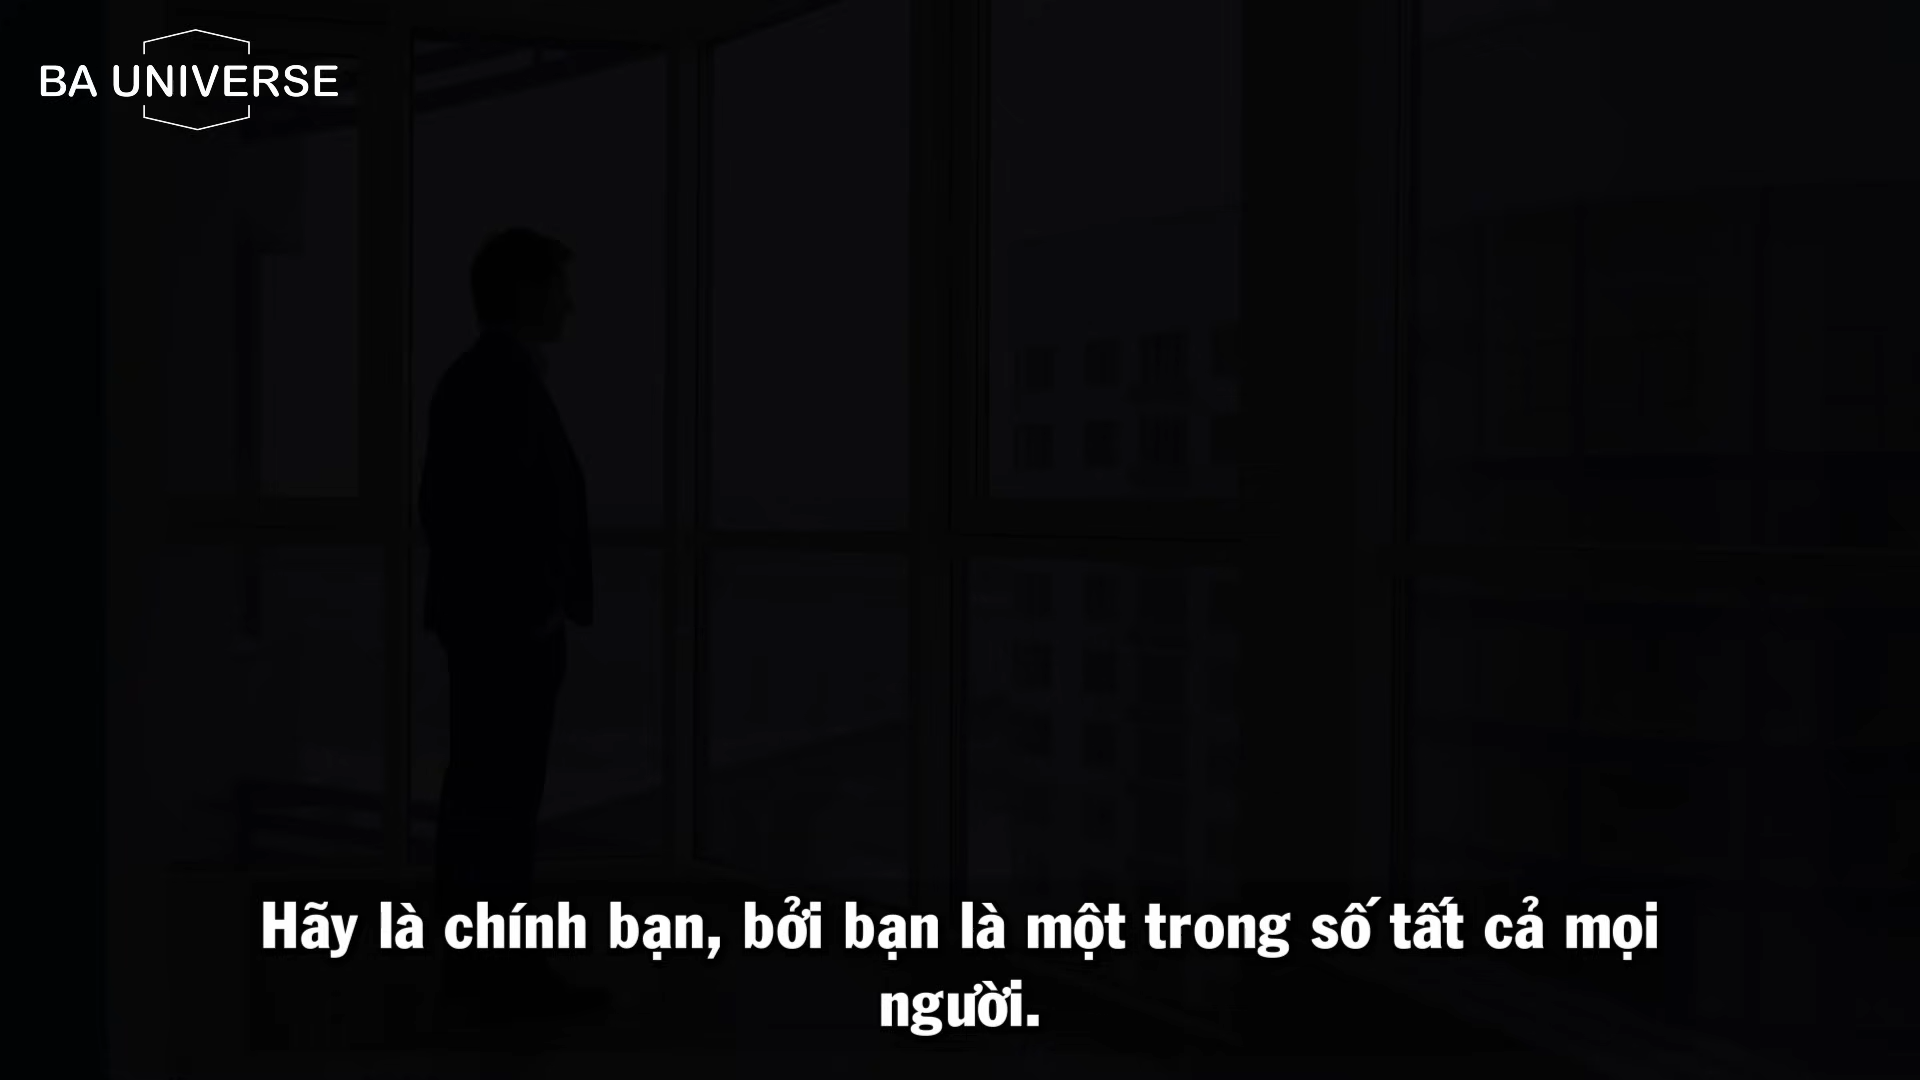 BA UNIVERSE
Hãy là chính bạn, bởi bạn là một trong số tất cả mọi
người.